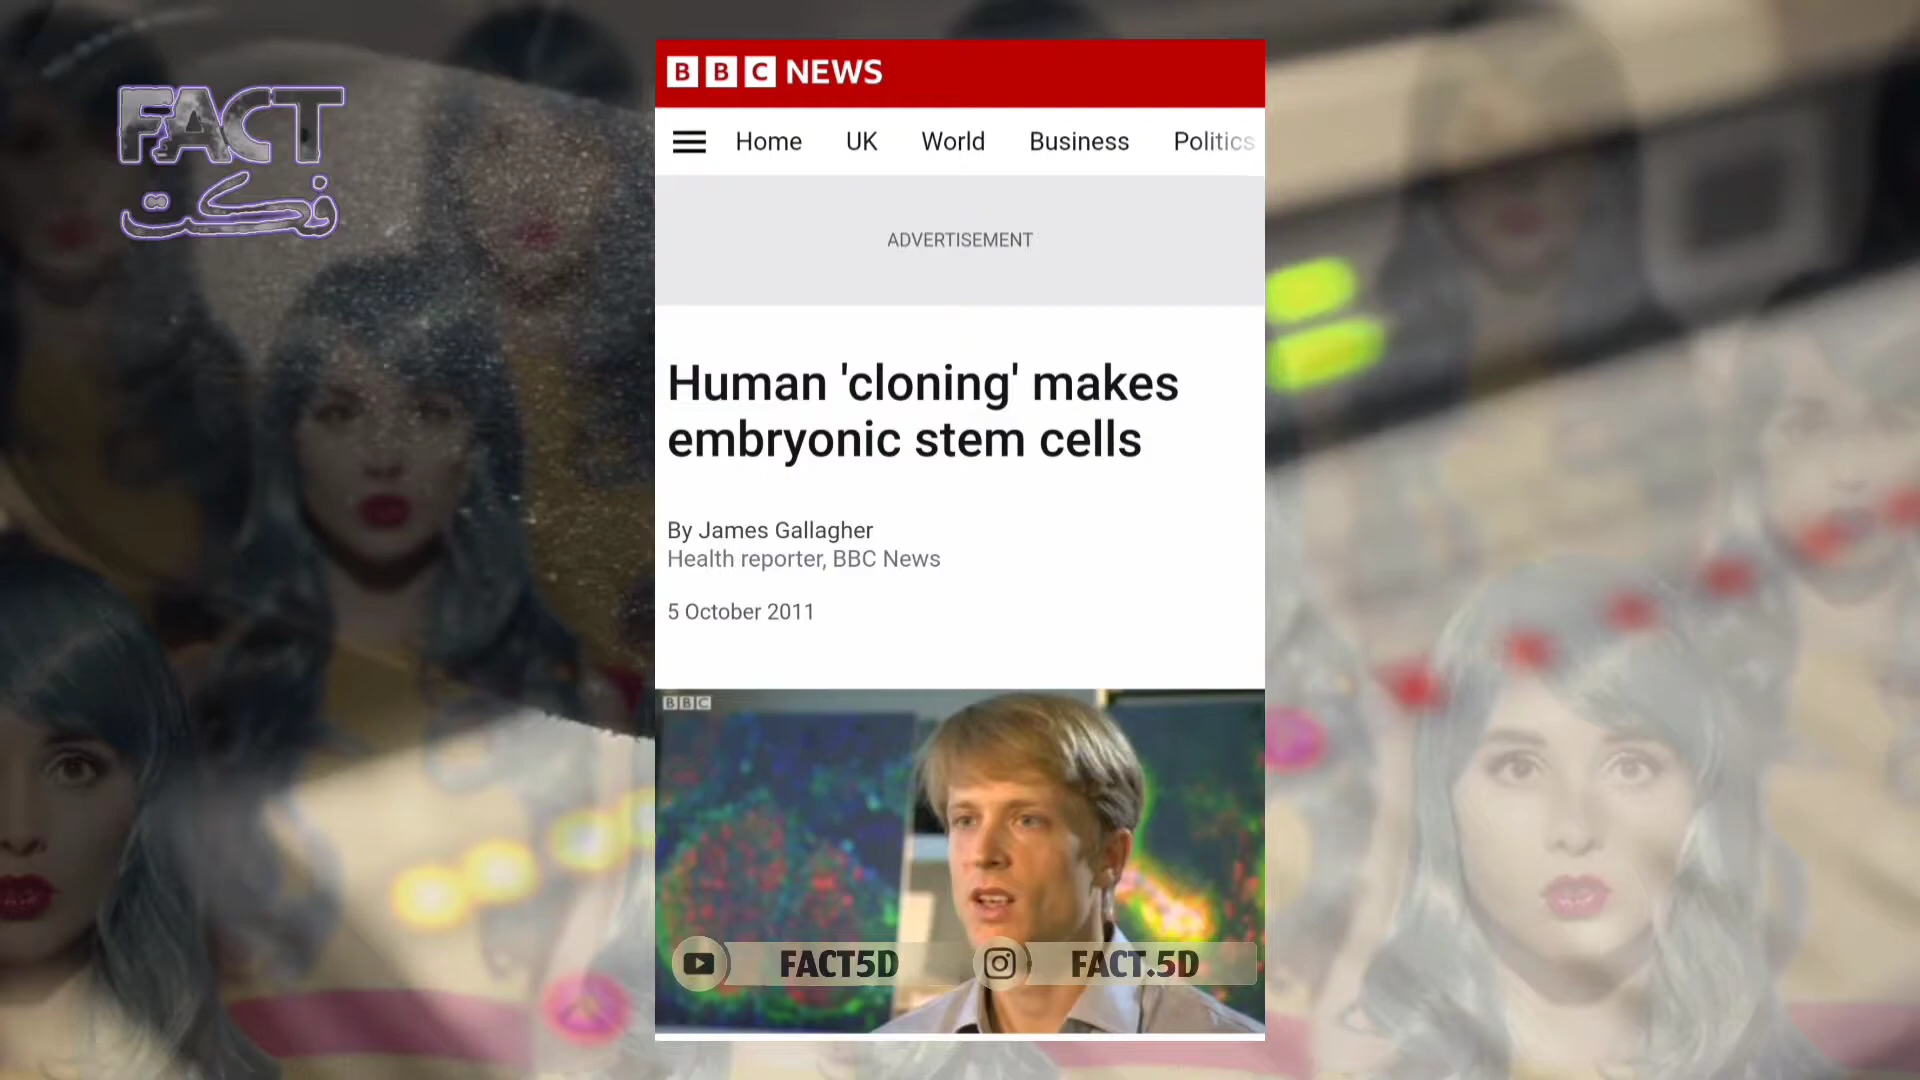 FACT
فكت
BBC NEWS
Home UK World Business Politics
ADVERTISEMENT
Human 'cloning' makes
embryonic stem cells
By James Gallagher
Health reporter, BBC News
5 October 2011
BBC
FACT5D FACT.5D